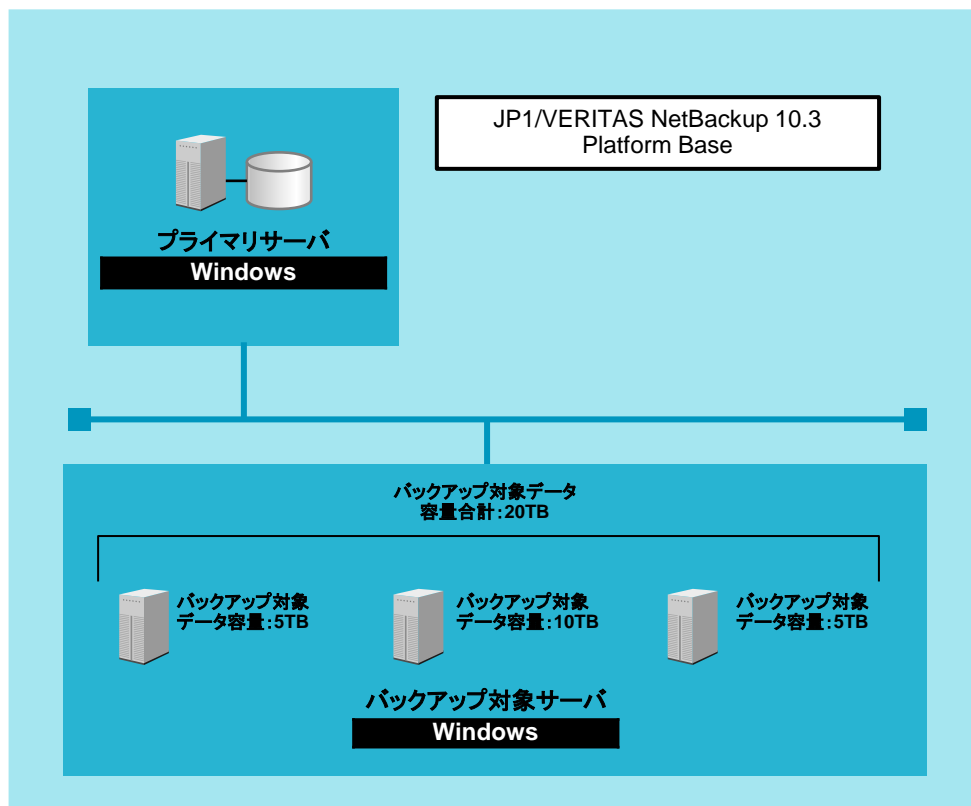 JP1/VERITAS NetBackup 10.3
Platform Base
プライマリサーバ
Windows
バックアップ対象データ
容量合計:20TB
バックアップ対象
データ容量:5TB
バックアップ対象
データ容量:10TB
バックアップ対象
データ容量:5TB
バックアップ対象サーバ
Windows